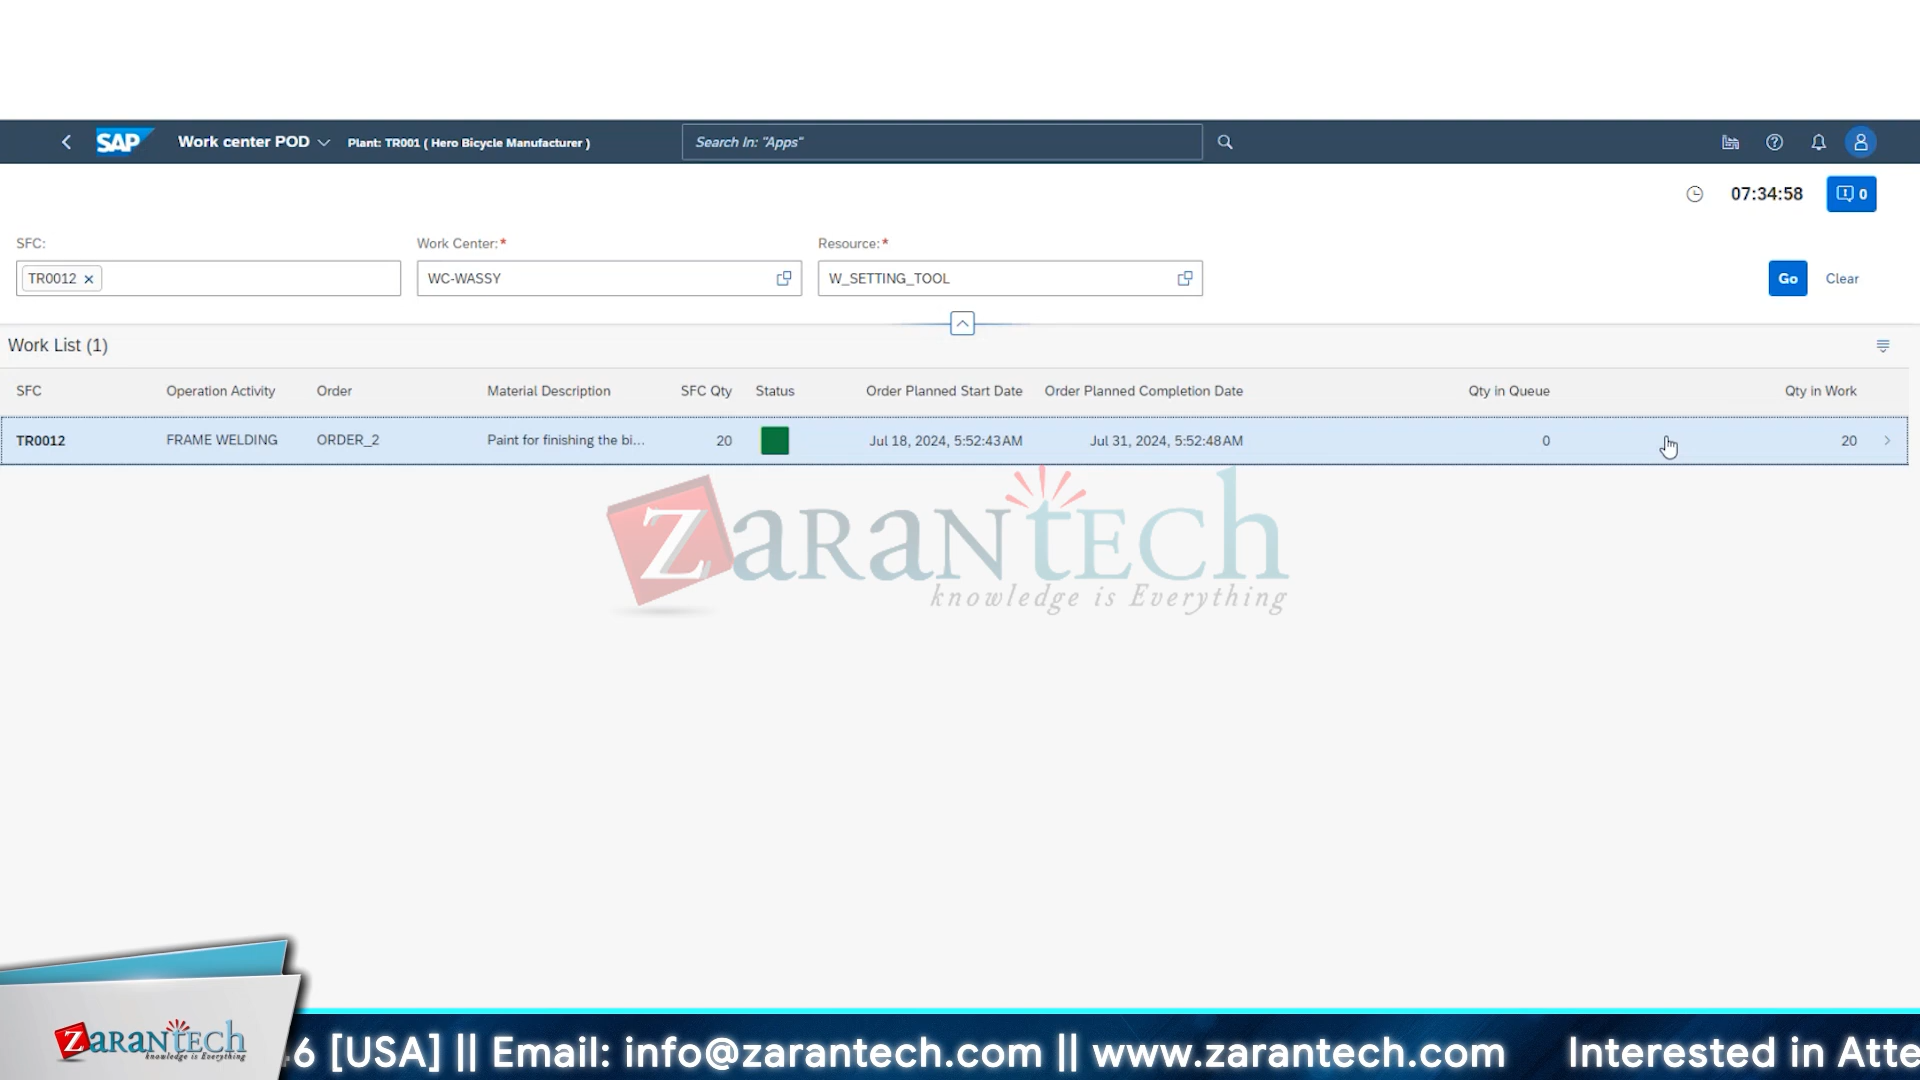 SAP Work center POD Plant: TR001 ( Hero Bicycle Manufacturer ) Search In: "Apps"
07:34:58 0
SFC: Work Center:* Resource:*
TR0012 WC-WASSY W_SETTING_TOOL Go Clear
Work List (1)
SFC Operation Activity Order Material Description SFC Qty Status Order Planned Start Date Order Planned Completion Date Qty in Queue Qty in Work
TR0012 FRAME WELDING ORDER_2 Paint for finishing the bi... 20 Jul 18, 2024, 5:52:43 AM Jul 31, 2024, 5:52:48 AM 0 20
ZARANTECH
knowledge is Everything
ZARANTECH
knowledge is Everything
6 [USA] || Email: info@zarantech.com || www.zarantech.com Interested in Atte